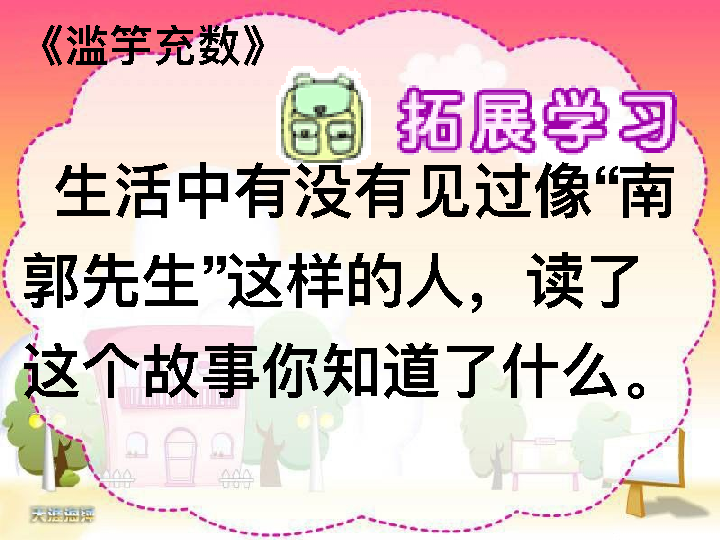 《滥竽充数》
拓展学习
生活中有没有见过像“南
郭先生”这样的人，读了
这个故事你知道了什么。